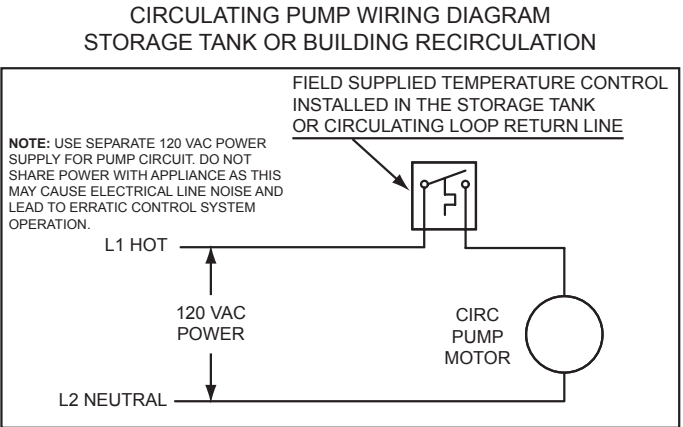 CIRCULATING PUMP WIRING DIAGRAM
STORAGE TANK OR BUILDING RECIRCULATION
FIELD SUPPLIED TEMPERATURE CONTROL
INSTALLED IN THE STORAGE TANK
OR CIRCULATING LOOP RETURN LINE
NOTE: USE SEPARATE 120 VAC POWER
SUPPLY FOR PUMP CIRCUIT. DO NOT
SHARE POWER WITH APPLIANCE AS THIS
MAY CAUSE ELECTRICAL LINE NOISE AND
LEAD TO ERRATIC CONTROL SYSTEM
OPERATION.
L1 HOT
120 VAC
POWER
CIRC
PUMP
MOTOR
L2 NEUTRAL